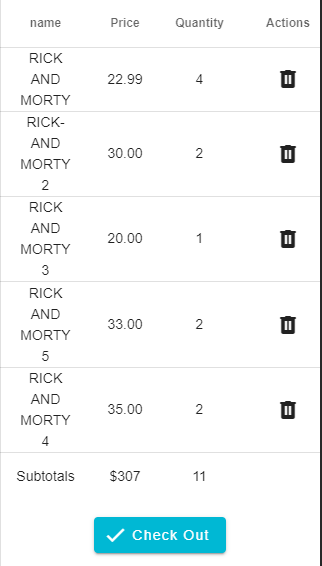 name Price Quantity Actions
RICK
AND 22.99 4
MORTY
RICK-
AND 30.00 2
MORTY
2
RICK
AND 20.00 1
MORTY
3
RICK
AND 33.00 2
MORTY
5
RICK
AND 35.00 2
MORTY
4
Subtotals $307 11
Check Out